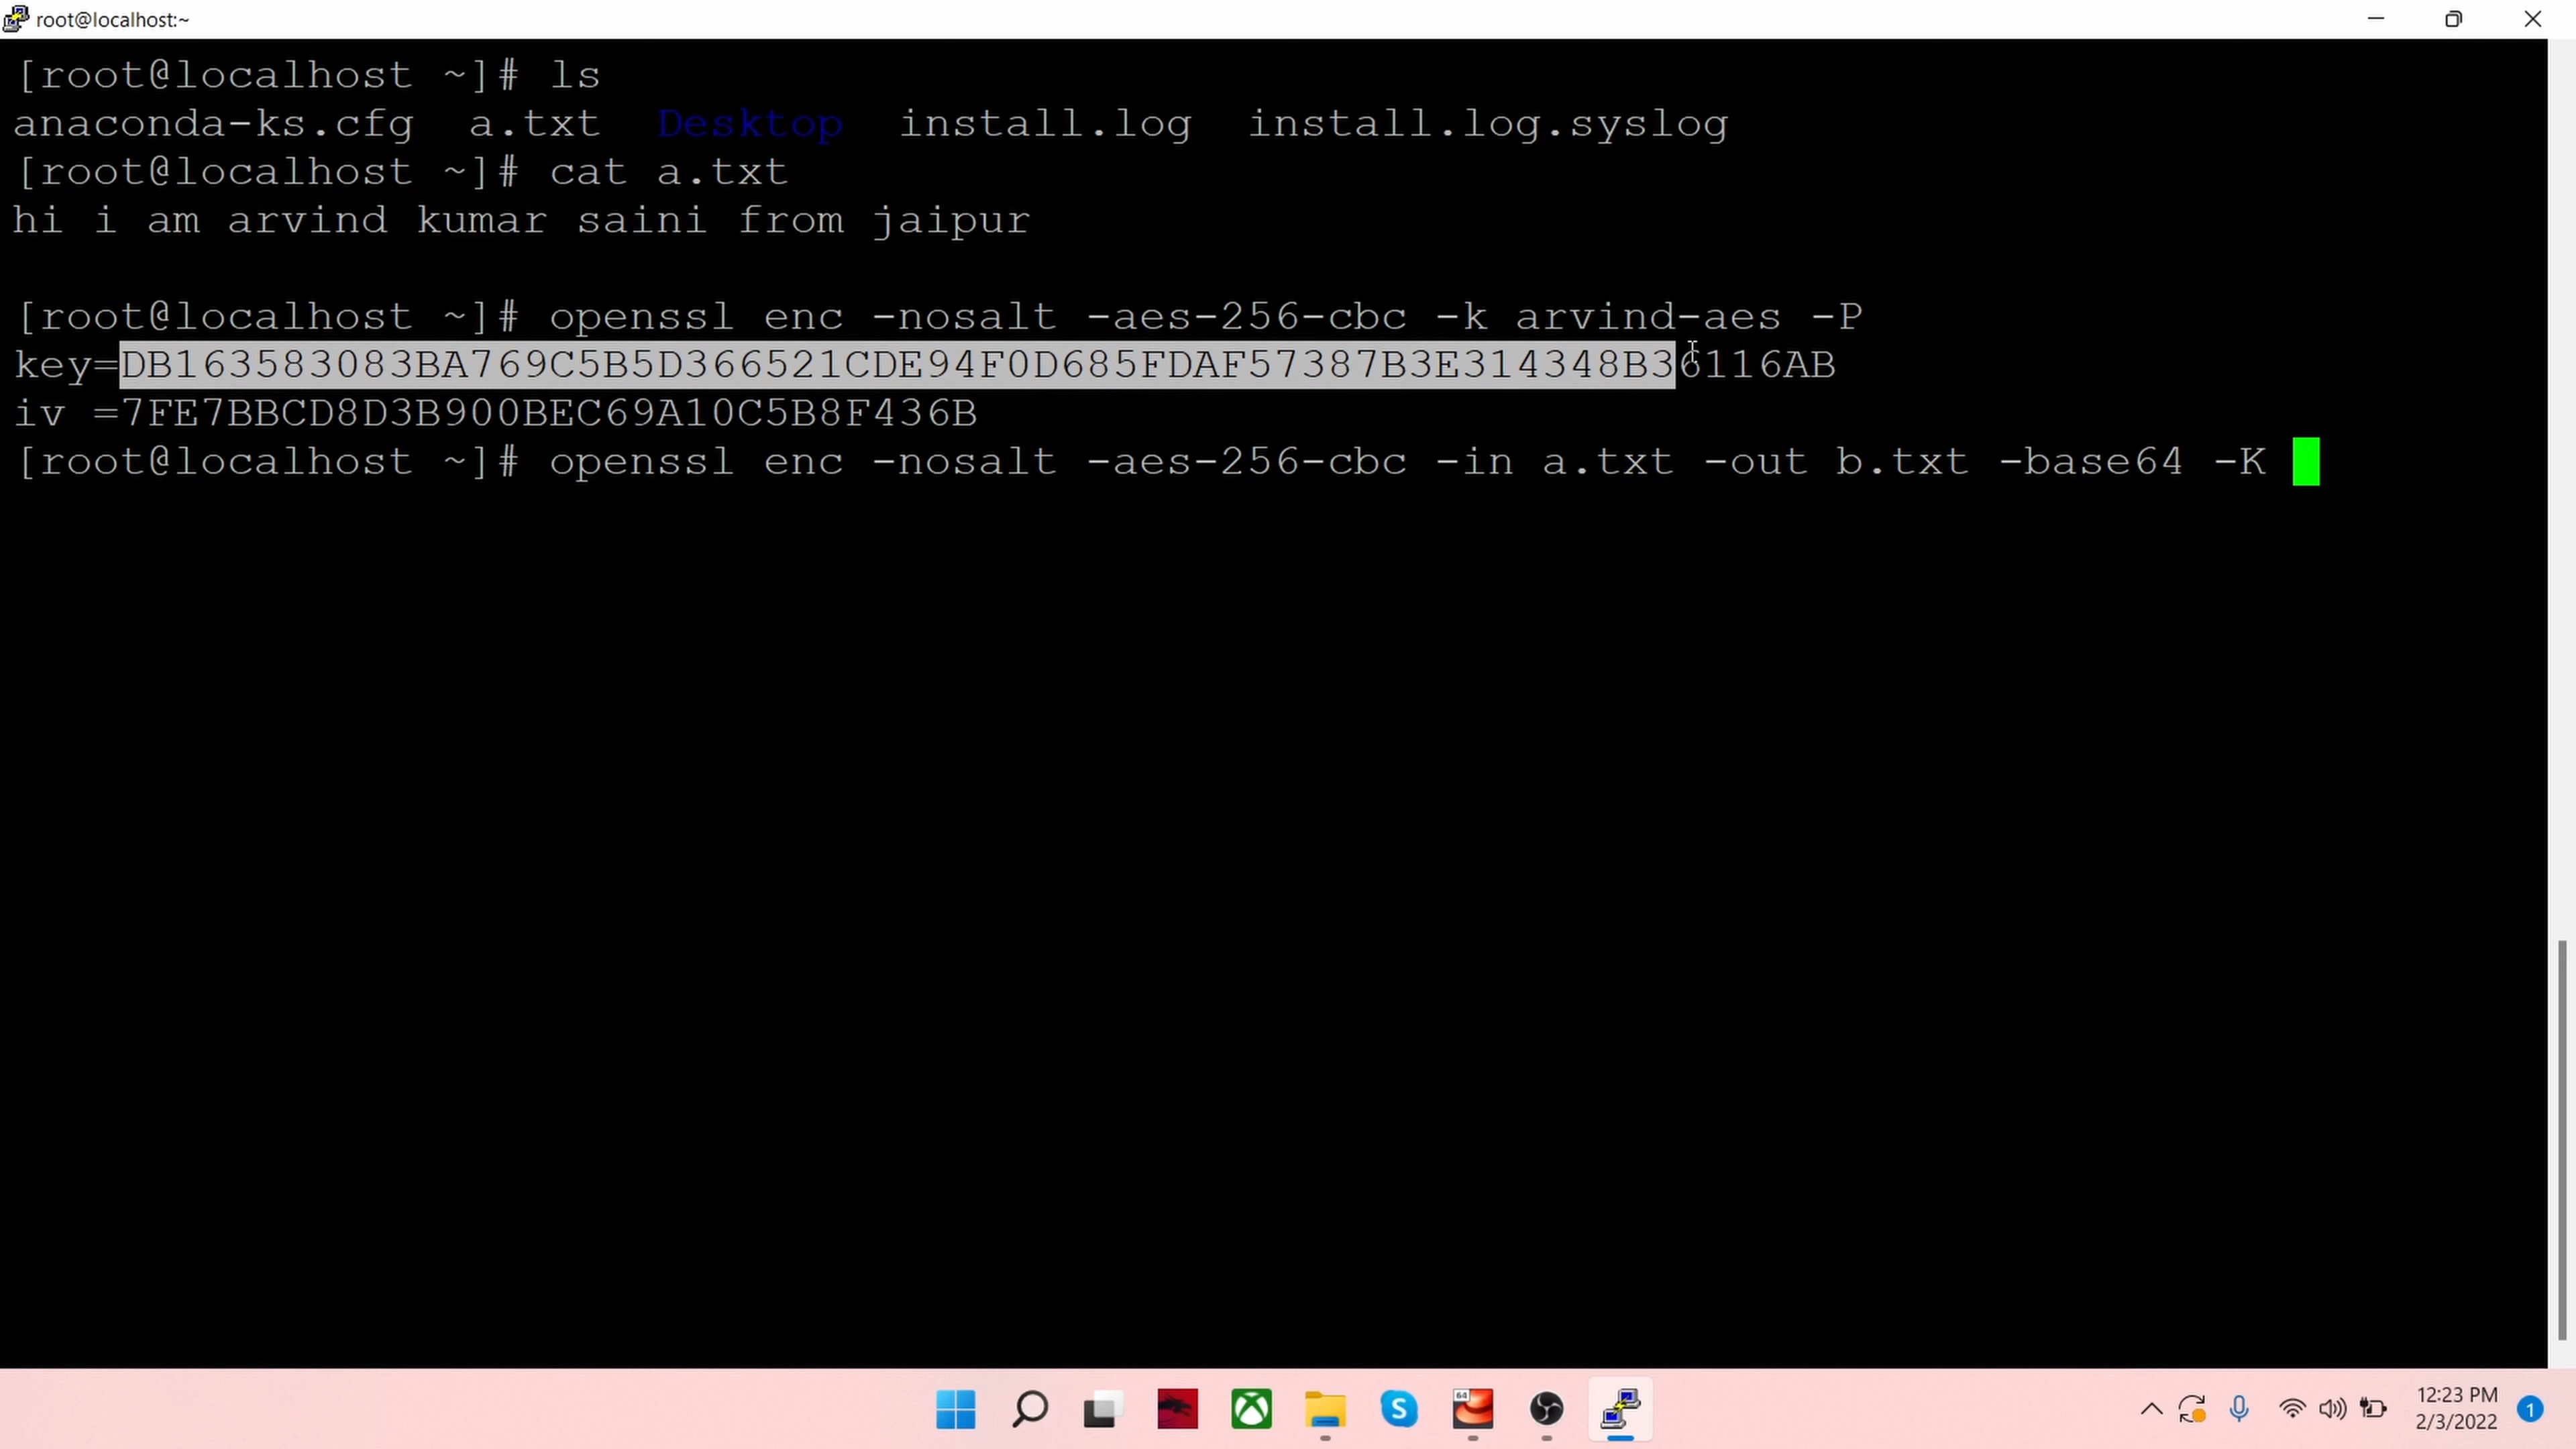 root@localhost:~
[root@localhost ~]# ls
anaconda-ks.cfg  a.txt  Desktop  install.log  install.log.syslog
[root@localhost ~]# cat a.txt
hi i am arvind kumar saini from jaipur
[root@localhost ~]# openssl enc -nosalt -aes-256-cbc -k arvind-aes -P
key=DB163583083BA769C5B5D366521CDE94F0D685FDAF57387B3E314348B36116AB
iv =7FE7BBCD8D3B900BEC69A10C5B8F436B
[root@localhost ~]# openssl enc -nosalt -aes-256-cbc -in a.txt -out b.txt -base64 -K
64
S
12:23 PM
2/3/2022
1